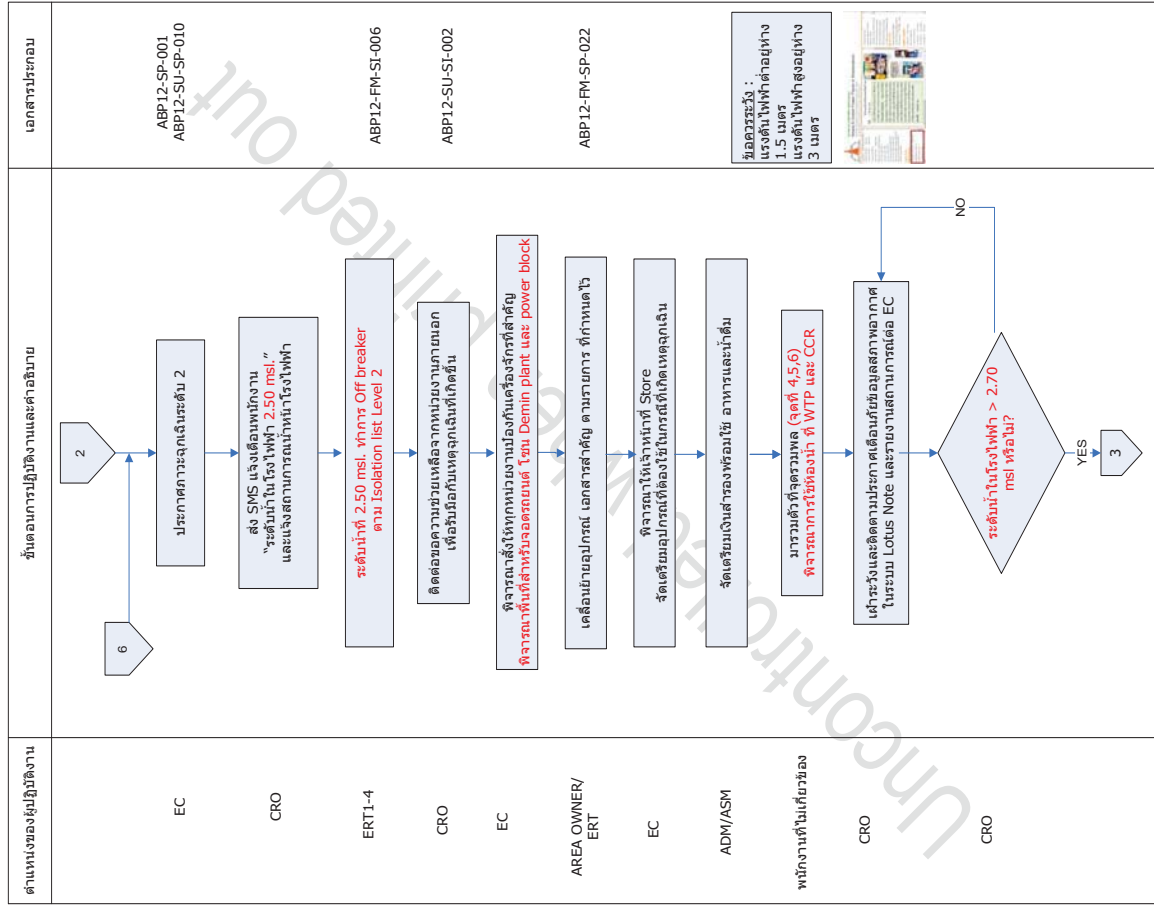 ตำแหน่งของผู้ปฏิบัติงาน
ขั้นตอนการปฏิบัติงานและคำอธิบาย
เอกสารประกอบ
2
6
EC
ประกาศภาวะฉุกเฉินระดับ 2
ABP12-SP-001
ABP12-SU-SP-010
CRO
ส่ง SMS แจ้งเตือนพนักงาน
“ระดับน้ำในโรงไฟฟ้า 2.50 msl.”
และแจ้งสถานการณ์น้ำหน้าโรงไฟฟ้า
ERT1-4
ระดับน้ำที่ 2.50 msl. ทำการ Off breaker
ตาม Isolation list Level 2
ABP12-FM-SI-006
CRO
ติดต่อขอความช่วยเหลือจากหน่วยงานภายนอก
เพื่อรับมือกับเหตุฉุกเฉินที่เกิดขึ้น
ABP12-SU-SI-002
EC
พิจารณาสั่งให้ทุกหน่วยงานป้องกันเครื่องจักรที่สำคัญ
พิจารณาพื้นที่สำหรับจอดรถยนต์ โซน Demin plant และ power block
AREA OWNER/
ERT
เคลื่อนย้ายอุปกรณ์ เอกสารสำคัญ ตามรายการ ที่กำหนดไว้
ABP12-FM-SP-022
EC
พิจารณาให้เจ้าหน้าที่ Store
จัดเตรียมอุปกรณ์ที่ต้องใช้ในกรณีที่เกิดเหตุฉุกเฉิน
ADM/ASM
จัดเตรียมเงินสำรองพร้อมใช้ อาหารและน้ำดื่ม
ข้อควรระวัง :
แรงดันไฟฟ้าต่ำอยู่ห่าง
1.5 เมตร
แรงดันไฟฟ้าสูงอยู่ห่าง
3 เมตร
พนักงานที่ไม่เกี่ยวข้อง
มารวมตัวที่จุดรวมพล (จุดที่ 4,5,6)
พิจารณาการใช้ห้องน้ำ ที่ WTP และ CCR
CRO
เฝ้าระวังและติดตามประกาศเตือนภัยข้อมูลสภาพอากาศ
ในระบบ Lotus Note และรายงานสถานการณ์ต่อ EC
CRO
ระดับน้ำในโรงไฟฟ้า > 2.70
msl หรือไม่?
NO
YES
3
Uncontrolled when printed out